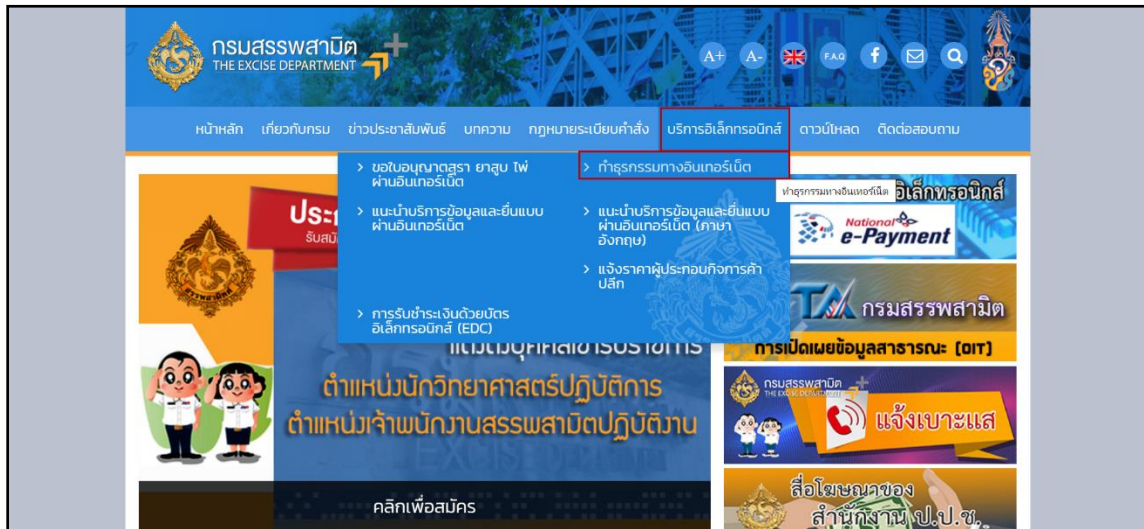 กรมสรรพสามิต
THE EXCISE DEPARTMENT
A+ A- F.A.Q
หน้าหลัก เกี่ยวกับกรม ข่าวประชาสัมพันธ์ บทความ กฎหมายระเบียบคำสั่ง บริการอิเล็กทรอนิกส์ ดาวน์โหลด ติดต่อสอบถาม
> ขอใบอนุญาตสุรา ยาสูบ ไพ่
ผ่านอินเทอร์เน็ต
> ทำธุรกรรมทางอินเทอร์เน็ต
ทำธุรกรรมทางอินเทอร์เน็ต
> แนะนำบริการข้อมูลและยื่นแบบ
ผ่านอินเทอร์เน็ต
> แนะนำบริการข้อมูลและยื่นแบบ
ผ่านอินเทอร์เน็ต (ภาษา
อังกฤษ)
> แจ้งราคาผู้ประกอบกิจการค้า
ปลีก
> การรับชำระเงินด้วยบัตร
อิเล็กทรอนิกส์ (EDC)
ตำแหน่งนักวิทยาศาสตร์ปฏิบัติการ
ตำแหน่งเจ้าพนักงานสรรพสามิตปฏิบัติงาน
คลิกเพื่อสมัคร
อิเล็กทรอนิกส์
National
e-Payment
กรมสรรพสามิต
การเปิดเผยข้อมูลสาธารณะ (OIT)
กรมสรรพสามิต
THE EXCISE DEPARTMENT
แจ้งเบาะแส
สื่อโฆษณาของ
สำนักงาน ป.ป.ช.